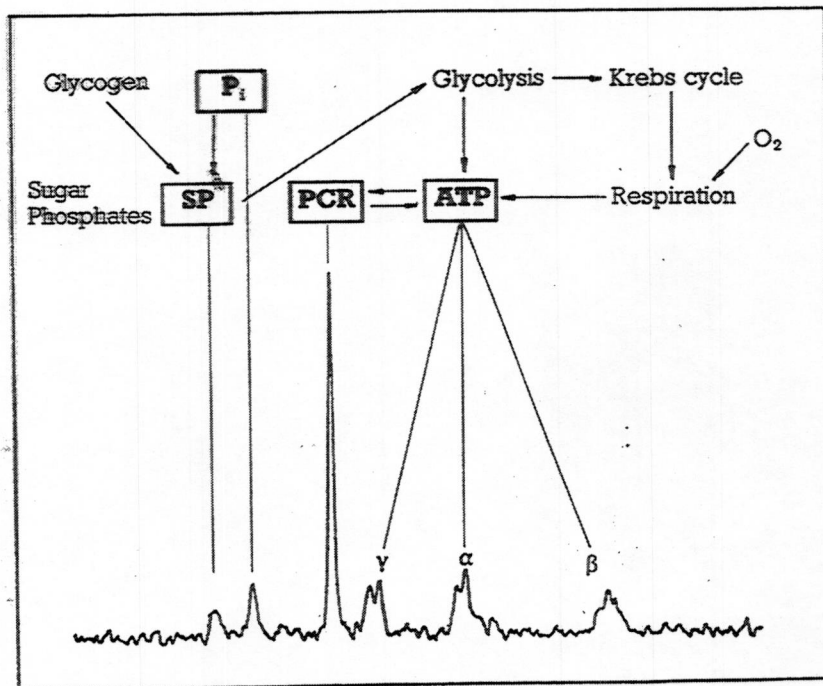 Glycogen
Pi
Glycolysis
Krebs cycle
O2
Sugar
Phosphates
SP
PCR
ATP
Respiration
γ
α
β